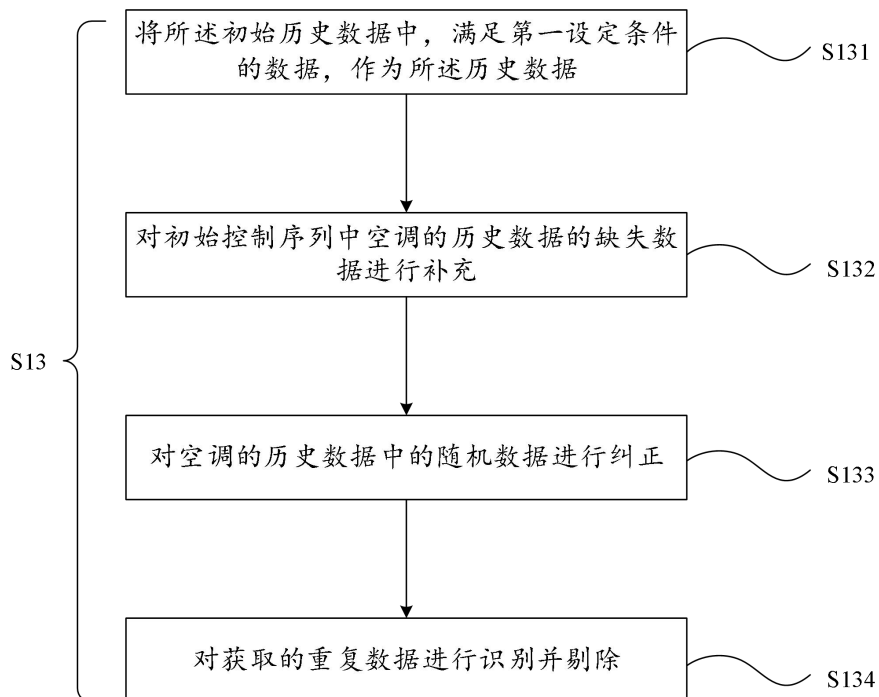 将所述初始历史数据中，满足第一设定条件
的数据，作为所述历史数据
S131
对初始控制序列中空调的历史数据的缺失数
据进行补充
S132
S13
对空调的历史数据中的随机数据进行纠正
S133
对获取的重复数据进行识别并剔除
S134